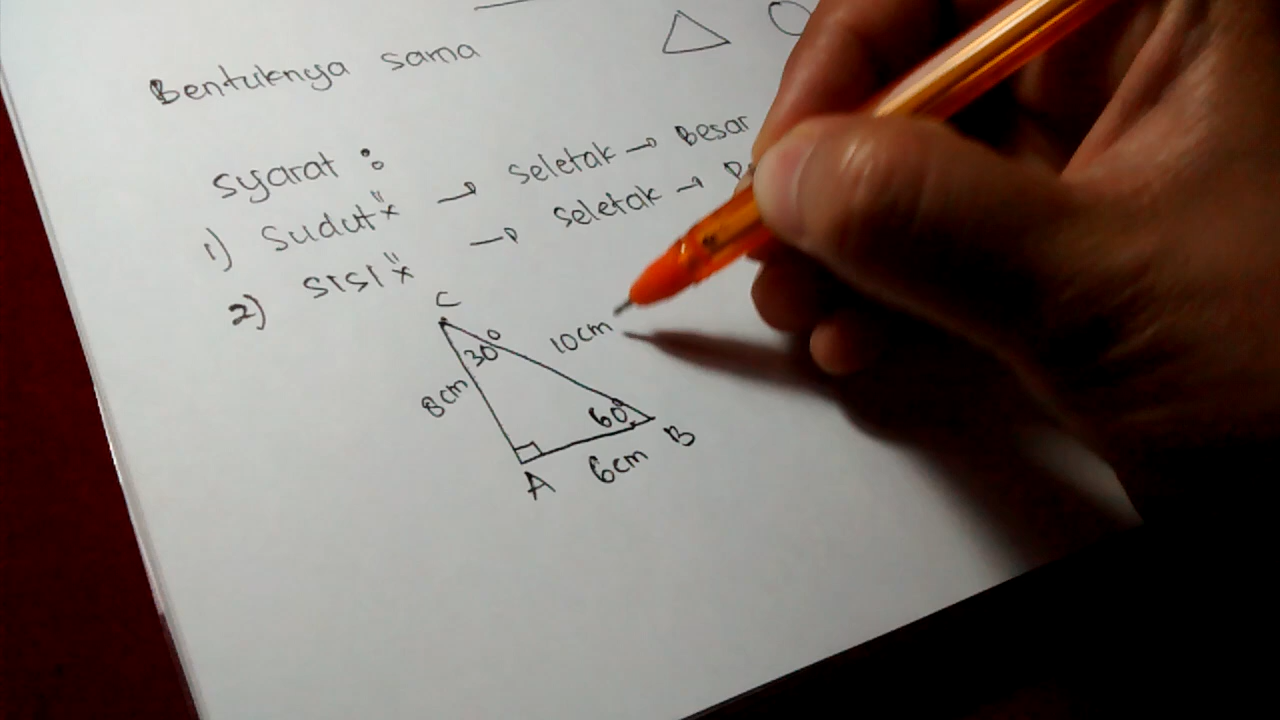 Bentuknya sama
Syarat :
1) Sudut"x → seletak → Besar
2) sisi"x → seletak →
C
30°
10cm
8cm
60°
A
6cm
B